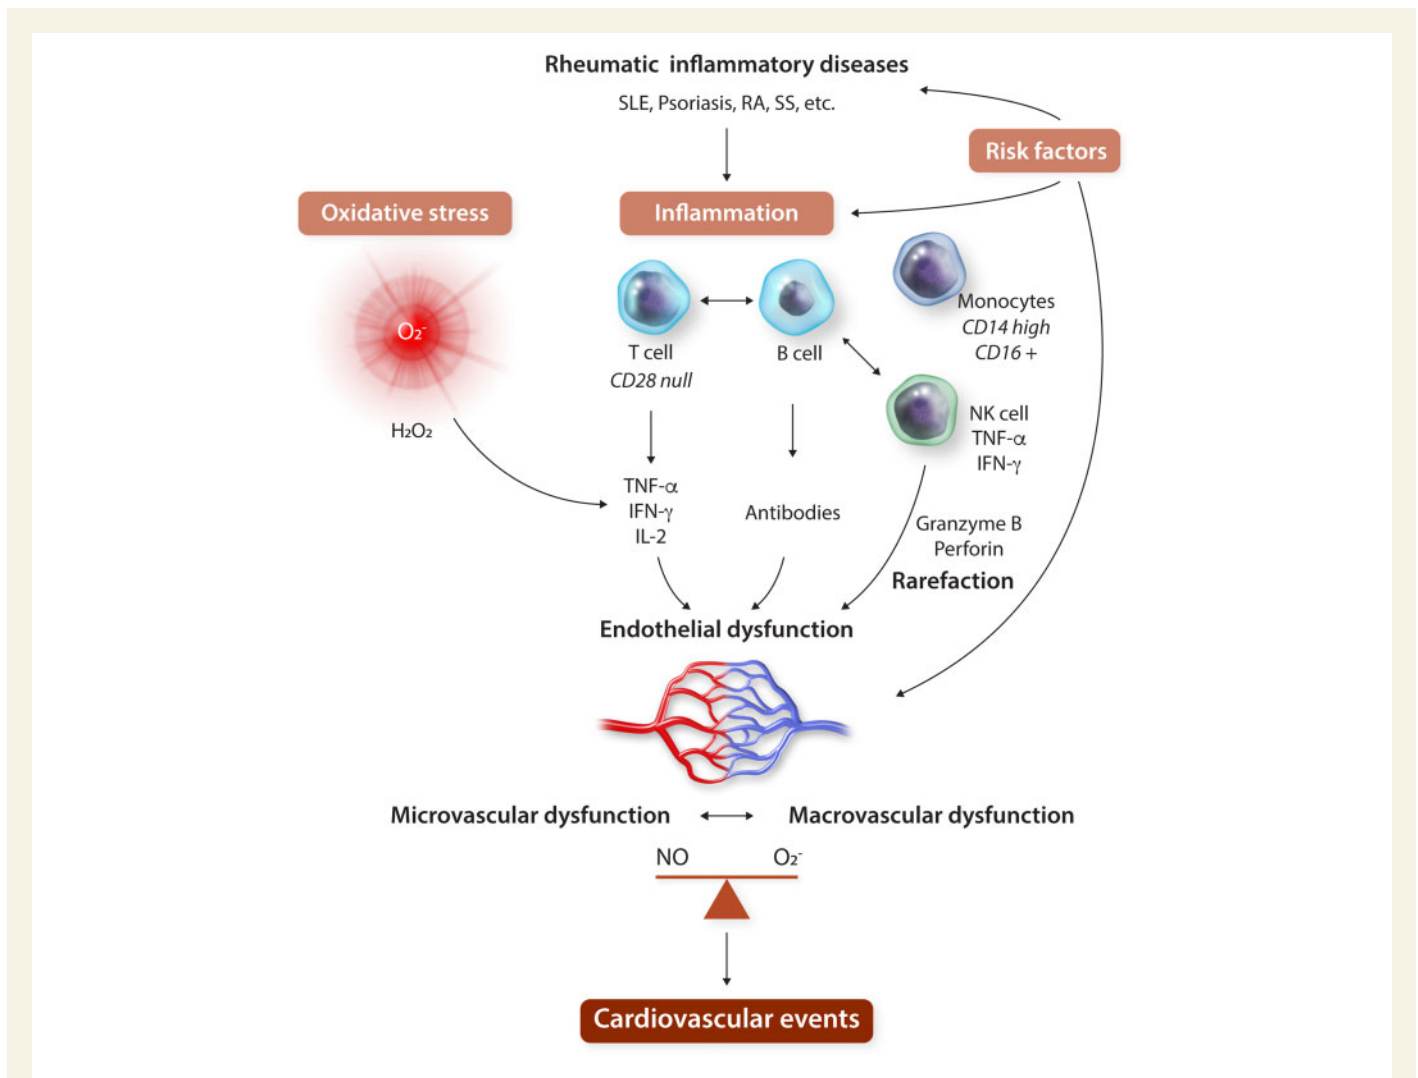 Rheumatic inflammatory diseases
SLE, Psoriasis, RA, SS, etc.
Risk factors
Oxidative stress
Inflammation
O₂⁻
H₂O₂
T cell
CD28 null
B cell
Monocytes
CD14 high
CD16 +
NK cell
TNF-α
IFN-γ
TNF-α
IFN-γ
IL-2
Antibodies
Granzyme B
Perforin
Rarefaction
Endothelial dysfunction
Microvascular dysfunction
Macrovascular dysfunction
NO
O₂⁻
Cardiovascular events